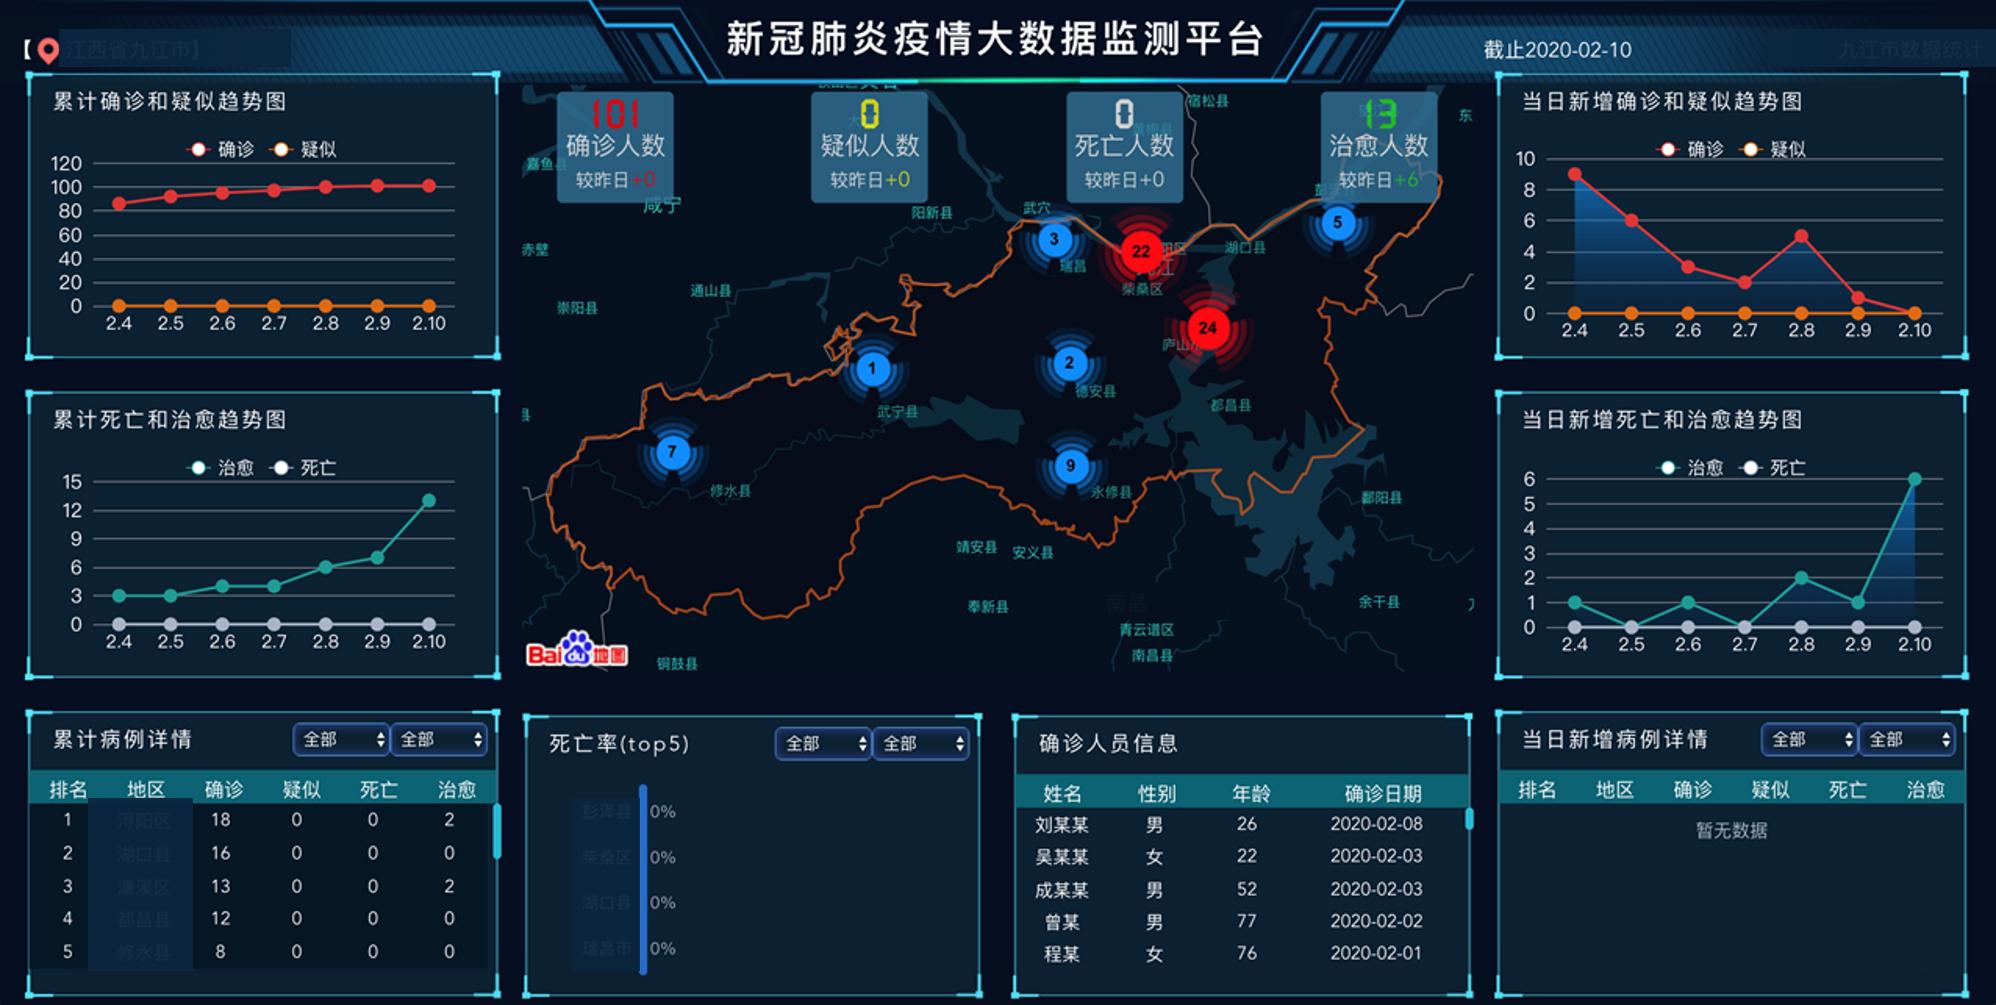 新冠肺炎疫情大数据监测平台
【江西省九江市】
截止2020-02-10
九江市数据统计
累计确诊和疑似趋势图
确诊 疑似
120
100
80
60
40
20
0
2.4 2.5 2.6 2.7 2.8 2.9 2.10
累计死亡和治愈趋势图
治愈 死亡
15
12
9
6
3
0
2.4 2.5 2.6 2.7 2.8 2.9 2.10
101
确诊人数
较昨日+0
0
疑似人数
较昨日+0
0
死亡人数
较昨日+0
13
治愈人数
较昨日+6
宿松县
东
黄梅县
嘉鱼县
咸宁
阳新县
武穴
赤壁
3
瑞昌
22
柴桑区
湖口县
5
通山县
崇阳县
24
1
2
德安县
武宁县
都昌县
7
修水县
9
永修县
鄱阳县
靖安县
安义县
奉新县
南昌
余干县
青云谱区
南昌县
铜鼓县
Bai du 地图
当日新增确诊和疑似趋势图
确诊 疑似
10
8
6
4
2
0
2.4 2.5 2.6 2.7 2.8 2.9 2.10
当日新增死亡和治愈趋势图
治愈 死亡
6
5
4
3
2
1
0
2.4 2.5 2.6 2.7 2.8 2.9 2.10
累计病例详情 全部 全部
排名 地区 确诊 疑似 死亡 治愈
1 浔阳区 18 0 0 2
2 湖口县 16 0 0 0
3 濂溪区 13 0 0 2
4 都昌县 12 0 0 0
5 修水县 8 0 0 0
死亡率(top5) 全部 全部
彭泽县 0%
柴桑区 0%
湖口县 0%
瑞昌市 0%
确诊人员信息
姓名 性别 年龄 确诊日期
刘某某 男 26 2020-02-08
吴某某 女 22 2020-02-03
成某某 男 52 2020-02-03
曾某 男 77 2020-02-02
程某 女 76 2020-02-01
当日新增病例详情 全部 全部
排名 地区 确诊 疑似 死亡 治愈
暂无数据